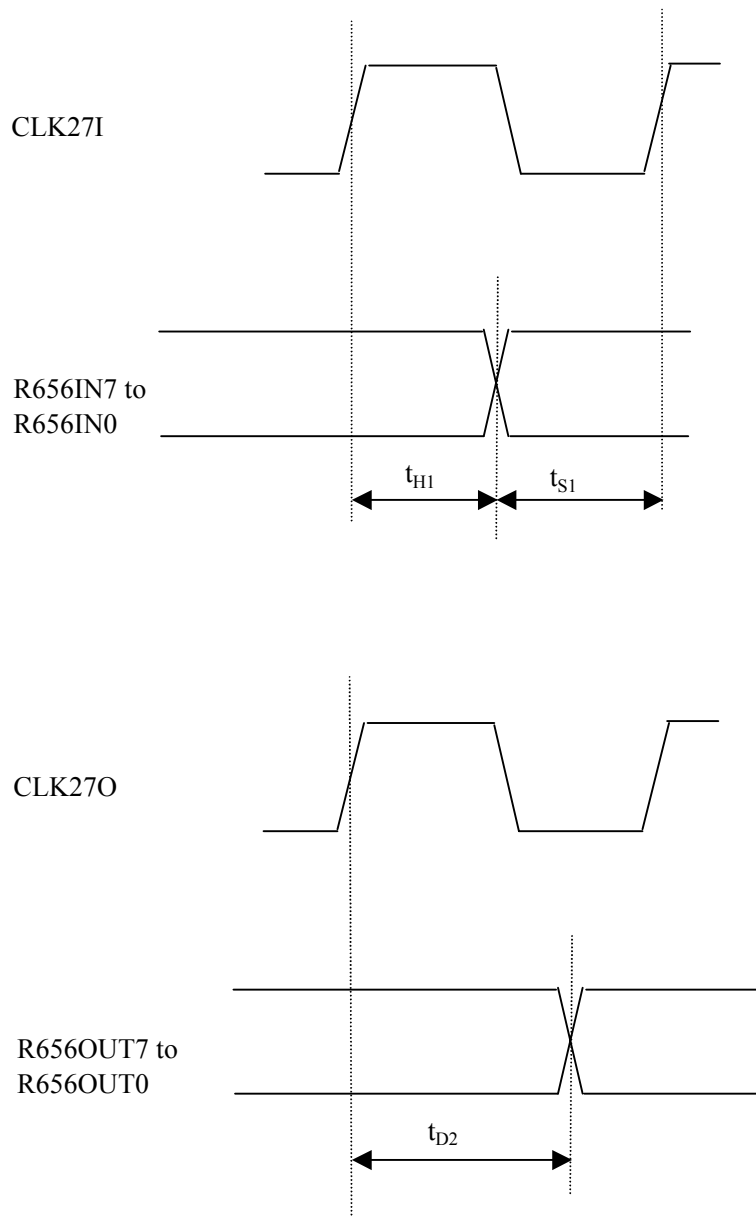 CLK27I
R656IN7 to
R656IN0
tH1
tS1
CLK27O
R656OUT7 to
R656OUT0
tD2